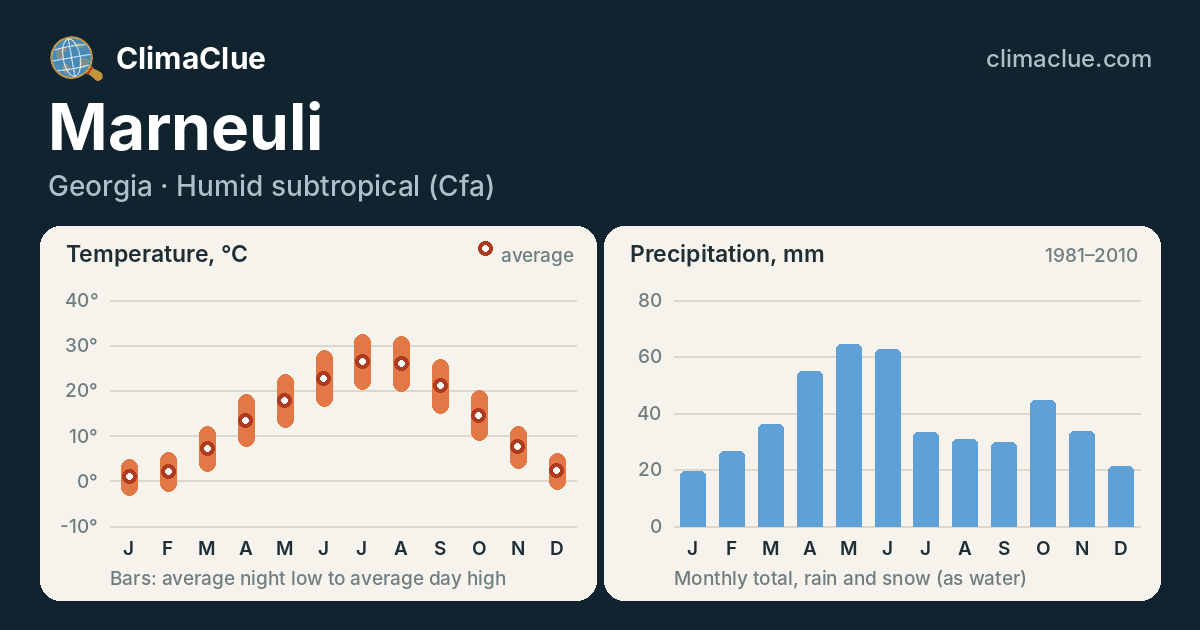 ClimaClue
climaclue.com
Marneuli
Georgia · Humid subtropical (Cfa)
Temperature, °C
average
40°
30°
20°
10°
0°
-10°
J F M A M J J A S O N D
Bars: average night low to average day high
Precipitation, mm
1981–2010
80
60
40
20
0
J F M A M J J A S O N D
Monthly total, rain and snow (as water)